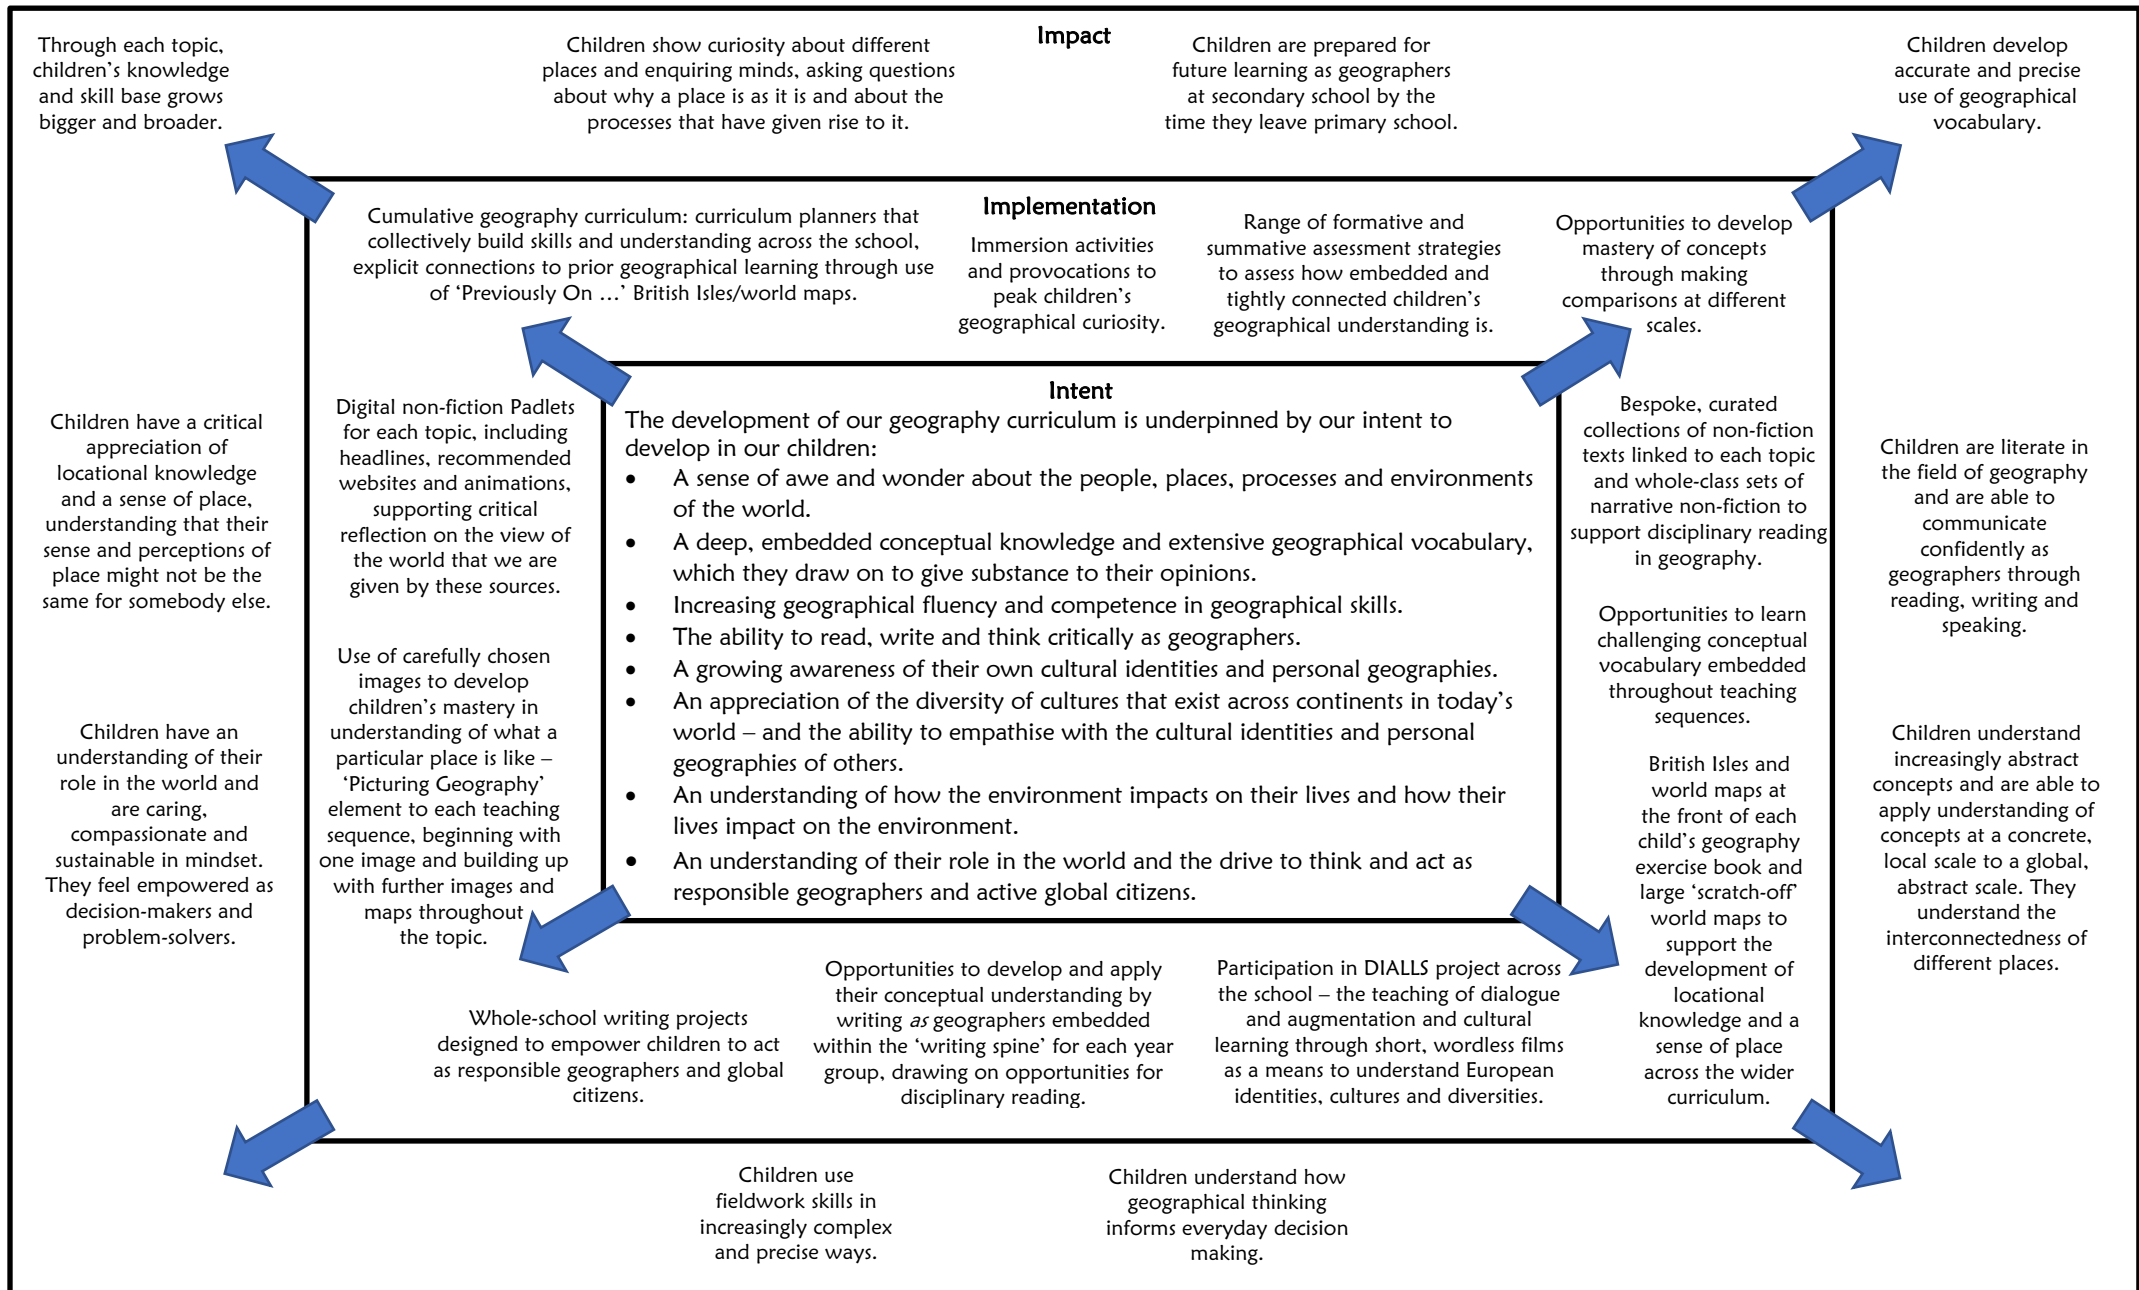 Impact
Through each topic,
children's knowledge
and skill base grows
bigger and broader.
Children show curiosity about different
places and enquiring minds, asking questions
about why a place is as it is and about the
processes that have given rise to it.
Children are prepared for
future learning as geographers
at secondary school by the
time they leave primary school.
Children develop
accurate and precise
use of geographical
vocabulary.
Children have a critical
appreciation of
locational knowledge
and a sense of place,
understanding that their
sense and perceptions of
place might not be the
same for somebody else.
Children have an
understanding of their
role in the world and
are caring,
compassionate and
sustainable in mindset.
They feel empowered as
decision-makers and
problem-solvers.
Implementation
Cumulative geography curriculum: curriculum planners that
collectively build skills and understanding across the school,
explicit connections to prior geographical learning through use
of ‘Previously On …’ British Isles/world maps.
Immersion activities
and provocations to
peak children's
geographical curiosity.
Range of formative and
summative assessment strategies
to assess how embedded and
tightly connected children's
geographical understanding is.
Opportunities to develop
mastery of concepts
through making
comparisons at different
scales.
Digital non-fiction Padlets
for each topic, including
headlines, recommended
websites and animations,
supporting critical
reflection on the view of
the world that we are
given by these sources.
Use of carefully chosen
images to develop
children's mastery in
understanding of what a
particular place is like –
‘Picturing Geography’
element to each teaching
sequence, beginning with
one image and building up
with further images and
maps throughout
the topic.
Intent
The development of our geography curriculum is underpinned by our intent to
develop in our children:
• A sense of awe and wonder about the people, places, processes and environments
of the world.
• A deep, embedded conceptual knowledge and extensive geographical vocabulary,
which they draw on to give substance to their opinions.
• Increasing geographical fluency and competence in geographical skills.
• The ability to read, write and think critically as geographers.
• A growing awareness of their own cultural identities and personal geographies.
• An appreciation of the diversity of cultures that exist across continents in today's
world – and the ability to empathise with the cultural identities and personal
geographies of others.
• An understanding of how the environment impacts on their lives and how their
lives impact on the environment.
• An understanding of their role in the world and the drive to think and act as
responsible geographers and active global citizens.
Bespoke, curated
collections of non-fiction
texts linked to each topic
and whole-class sets of
narrative non-fiction to
support disciplinary reading
in geography.
Opportunities to learn
challenging conceptual
vocabulary embedded
throughout teaching
sequences.
British Isles and
world maps at
the front of each
child's geography
exercise book and
large ‘scratch-off’
world maps to
support the
development of
locational
knowledge and a
sense of place
across the wider
curriculum.
Whole-school writing projects
designed to empower children to act
as responsible geographers and global
citizens.
Opportunities to develop and apply
their conceptual understanding by
writing as geographers embedded
within the ‘writing spine’ for each year
group, drawing on opportunities for
disciplinary reading.
Participation in DIALLS project across
the school – the teaching of dialogue
and augmentation and cultural
learning through short, wordless films
as a means to understand European
identities, cultures and diversities.
Children are literate in
the field of geography
and are able to
communicate
confidently as
geographers through
reading, writing and
speaking.
Children understand
increasingly abstract
concepts and are able to
apply understanding of
concepts at a concrete,
local scale to a global,
abstract scale. They
understand the
interconnectedness of
different places.
Children use
fieldwork skills in
increasingly complex
and precise ways.
Children understand how
geographical thinking
informs everyday decision
making.